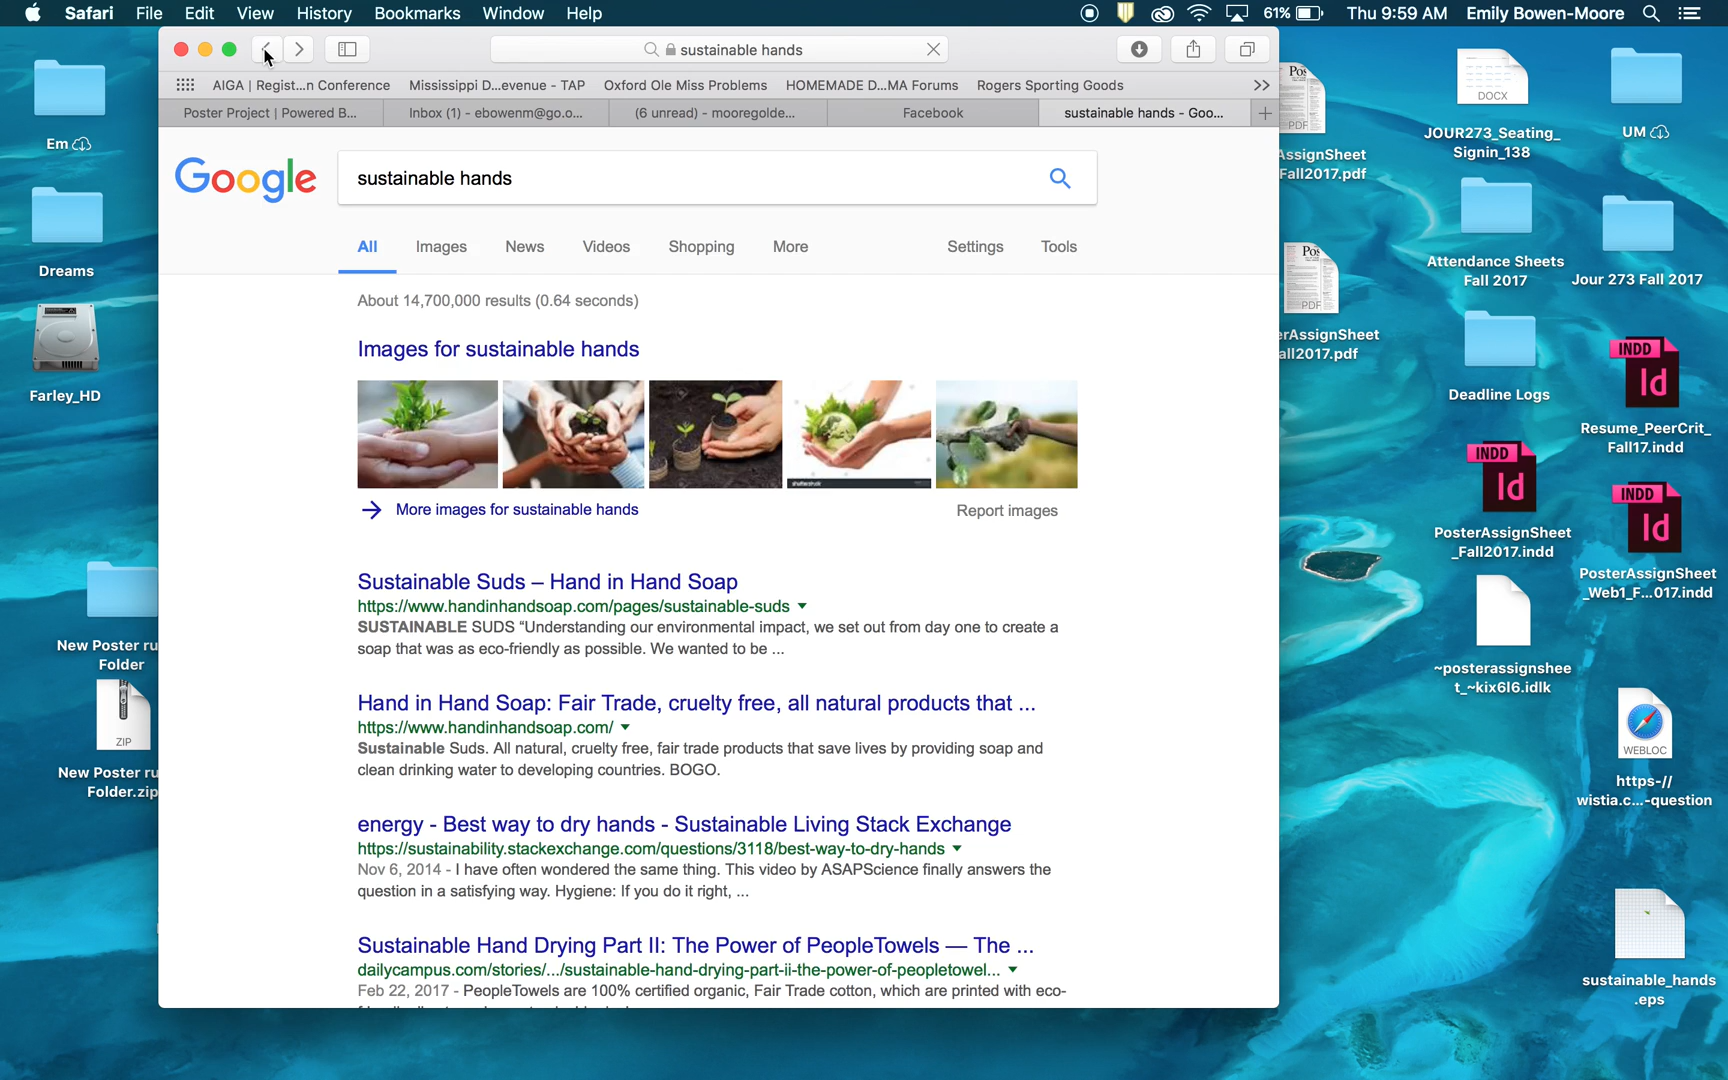 Safari File Edit View History Bookmarks Window Help
61% Thu 9:59 AM Emily Bowen-Moore
sustainable hands
AIGA | Regist...n Conference Mississippi D...evenue - TAP Oxford Ole Miss Problems HOMEMADE D...MA Forums Rogers Sporting Goods
Poster Project | Powered B... Inbox (1) - ebowenm@go.o... (6 unread) - mooregolde... Facebook sustainable hands - Goo...
Google
sustainable hands
All Images News Videos Shopping More Settings Tools
About 14,700,000 results (0.64 seconds)
Images for sustainable hands
More images for sustainable hands
Report images
Sustainable Suds – Hand in Hand Soap
https://www.handinhandsoap.com/pages/sustainable-suds
SUSTAINABLE SUDS “Understanding our environmental impact, we set out from day one to create a
soap that was as eco-friendly as possible. We wanted to be ...
Hand in Hand Soap: Fair Trade, cruelty free, all natural products that ...
https://www.handinhandsoap.com/
Sustainable Suds. All natural, cruelty free, fair trade products that save lives by providing soap and
clean drinking water to developing countries. BOGO.
energy - Best way to dry hands - Sustainable Living Stack Exchange
https://sustainability.stackexchange.com/questions/3118/best-way-to-dry-hands
Nov 6, 2014 - I have often wondered the same thing. This video by ASAPScience finally answers the
question in a satisfying way. Hygiene: If you do it right, ...
Sustainable Hand Drying Part II: The Power of PeopleTowels — The ...
dailycampus.com/stories/.../sustainable-hand-drying-part-ii-the-power-of-peopletowel...
Feb 22, 2017 - PeopleTowels are 100% certified organic, Fair Trade cotton, which are printed with eco-
Em
Dreams
Farley_HD
New Poster ru
Folder
ZIP
New Poster ru
Folder.zip
Pos
PDF
AssignSheet
Fall2017.pdf
Pos
PDF
erAssignSheet
all2017.pdf
DOCX
JOUR273_Seating_
Signin_138
Attendance Sheets
Fall 2017
Deadline Logs
INDD
Id
PosterAssignSheet
_Fall2017.indd
~posterassignshee
t_~kix6l6.idlk
UM
Jour 273 Fall 2017
INDD
Id
Resume_PeerCrit_
Fall17.indd
INDD
Id
PosterAssignSheet
_Web1_F...017.indd
WEBLOC
https-//
wistia.c...-question
sustainable_hands
.eps